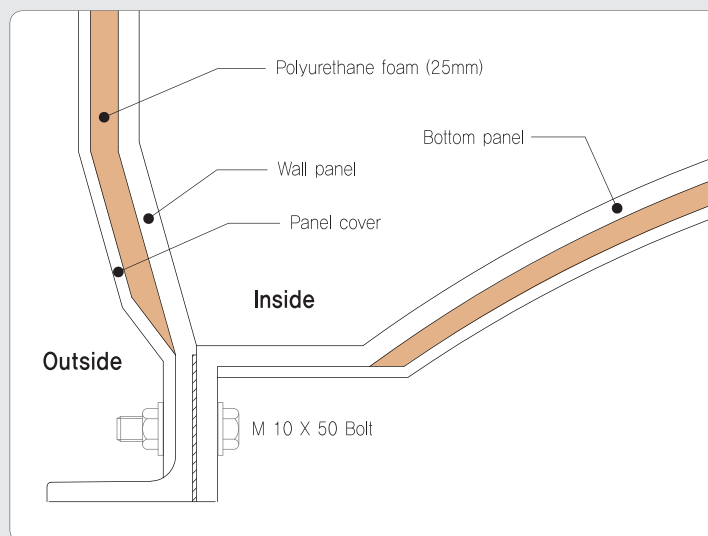 Polyurethane foam (25mm)
Bottom panel
Wall panel
Panel cover
Inside
Outside
M 10 X 50 Bolt